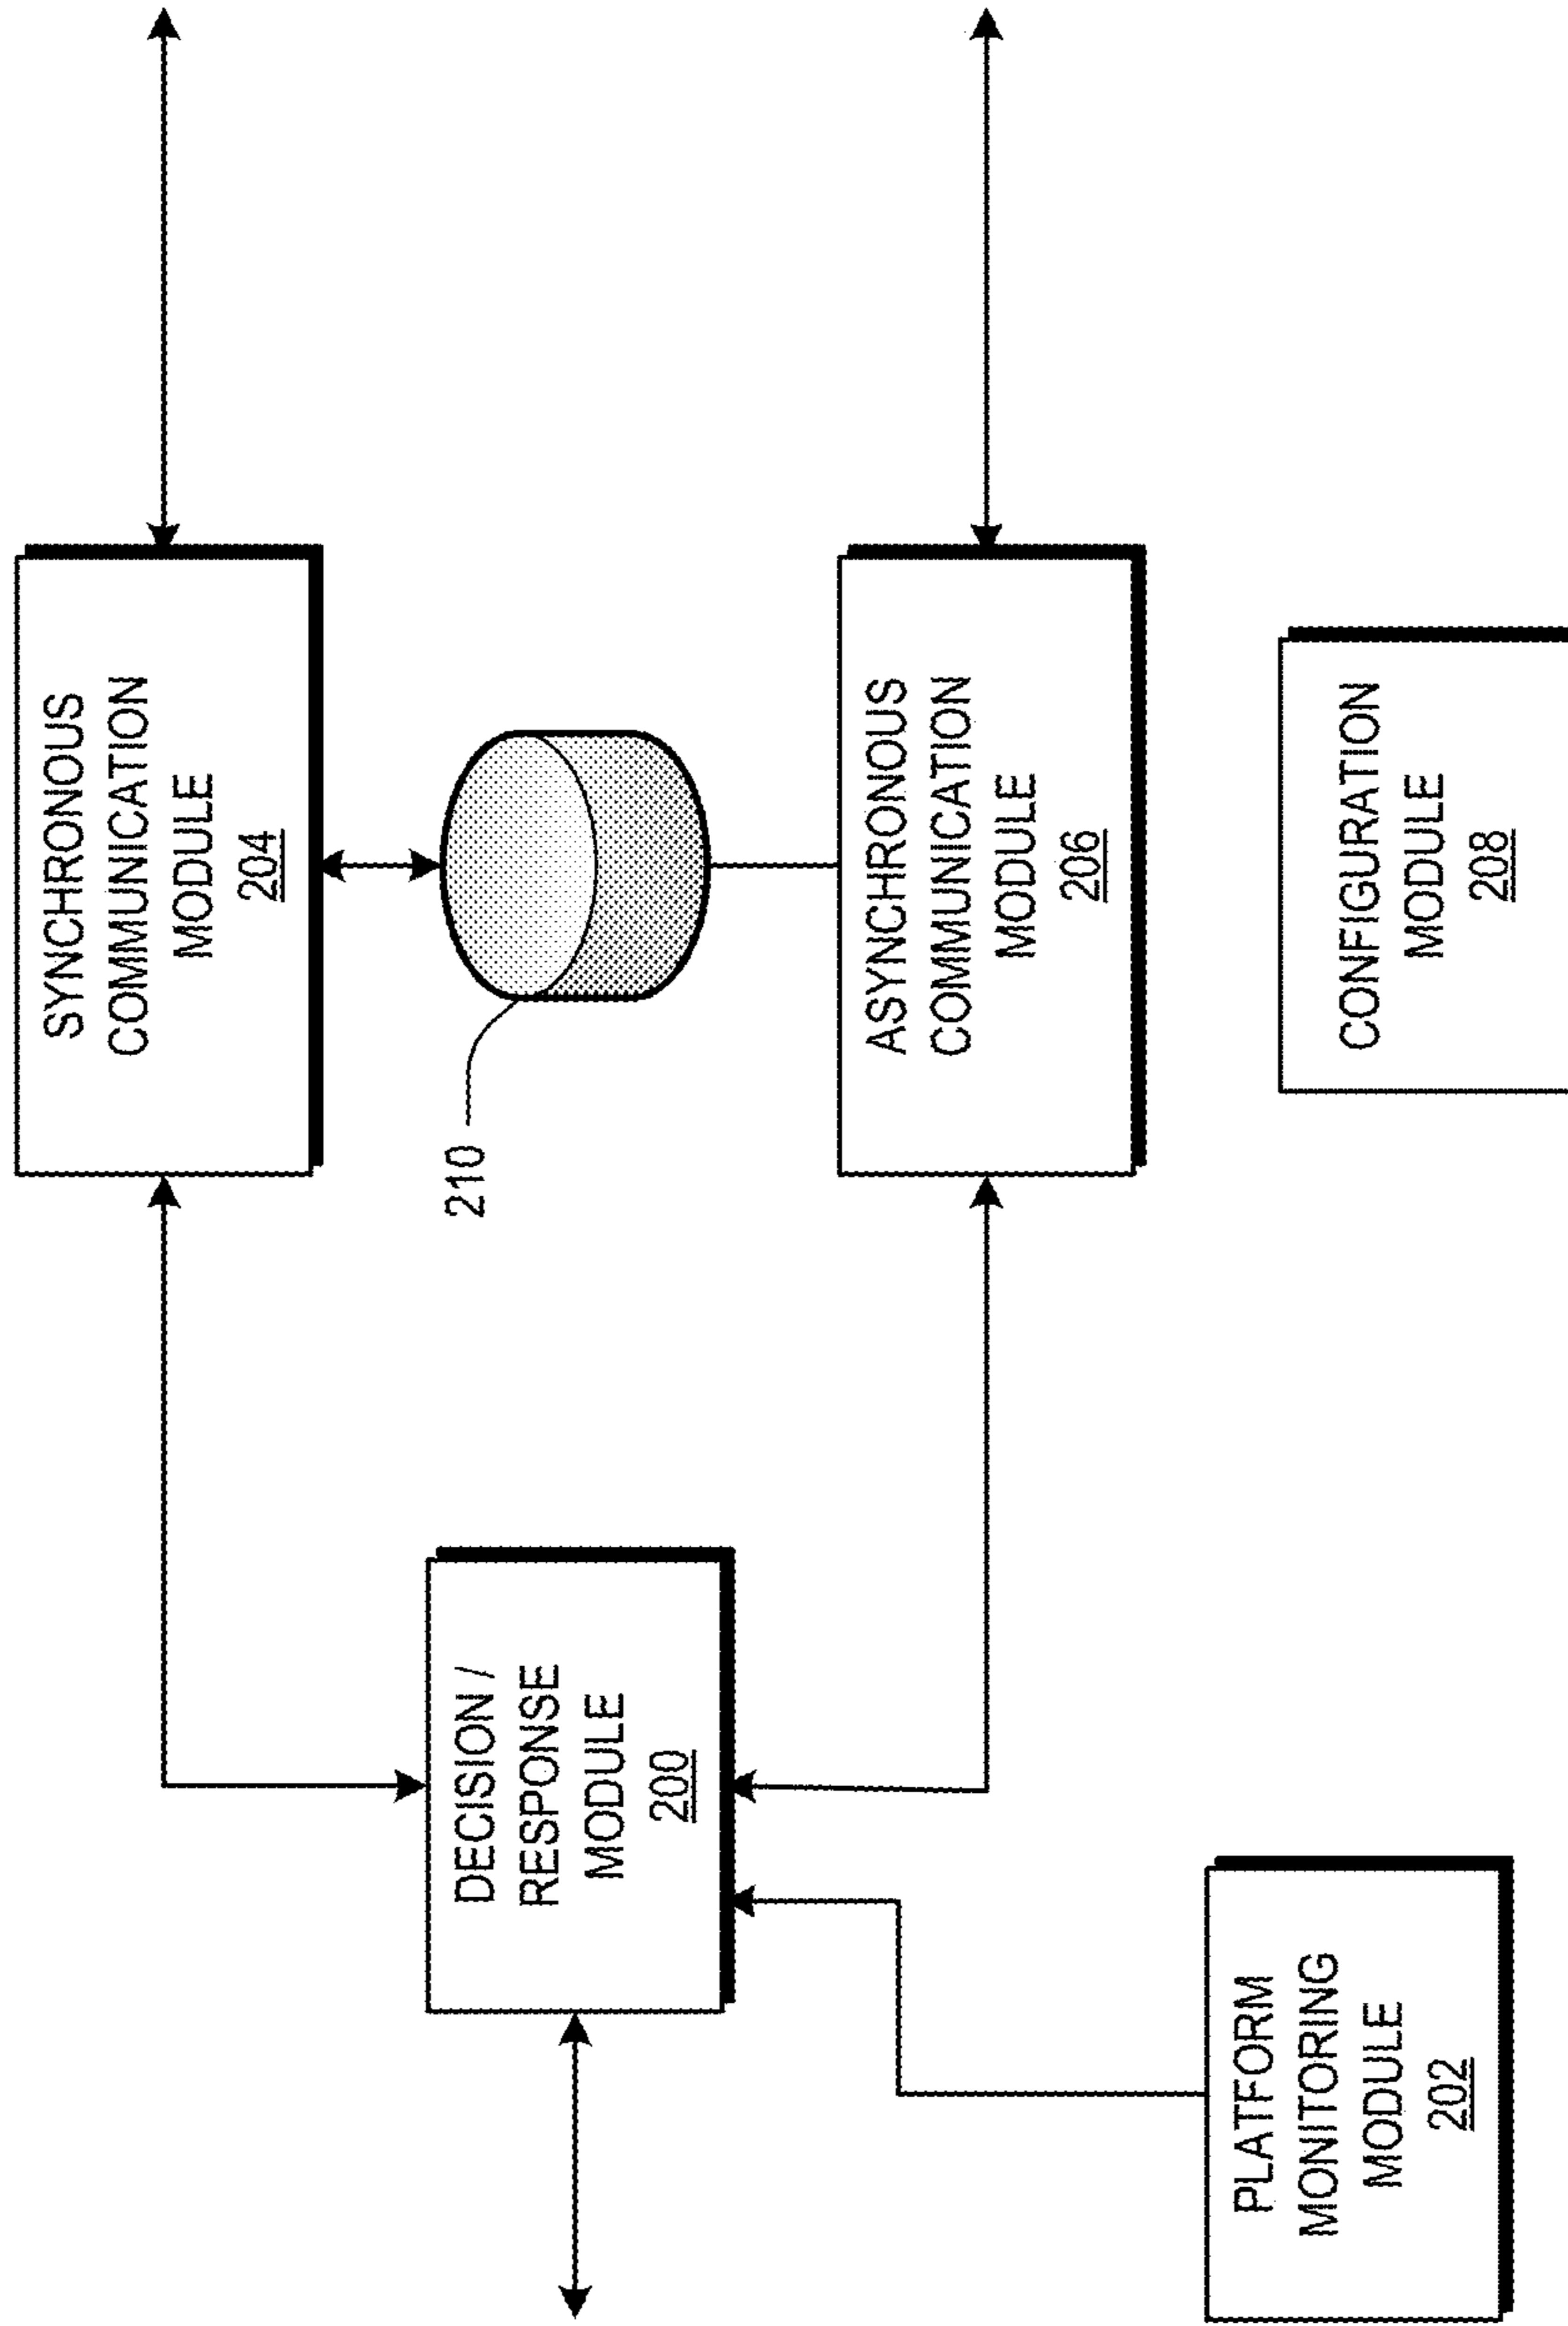 SYNCHRONOUS
COMMUNICATION
MODULE
204
210
ASYNCHRONOUS
COMMUNICATION
MODULE
206
CONFIGURATION
MODULE
208
DECISION /
RESPONSE
MODULE
200
PLATFORM
MONITORING
MODULE
202